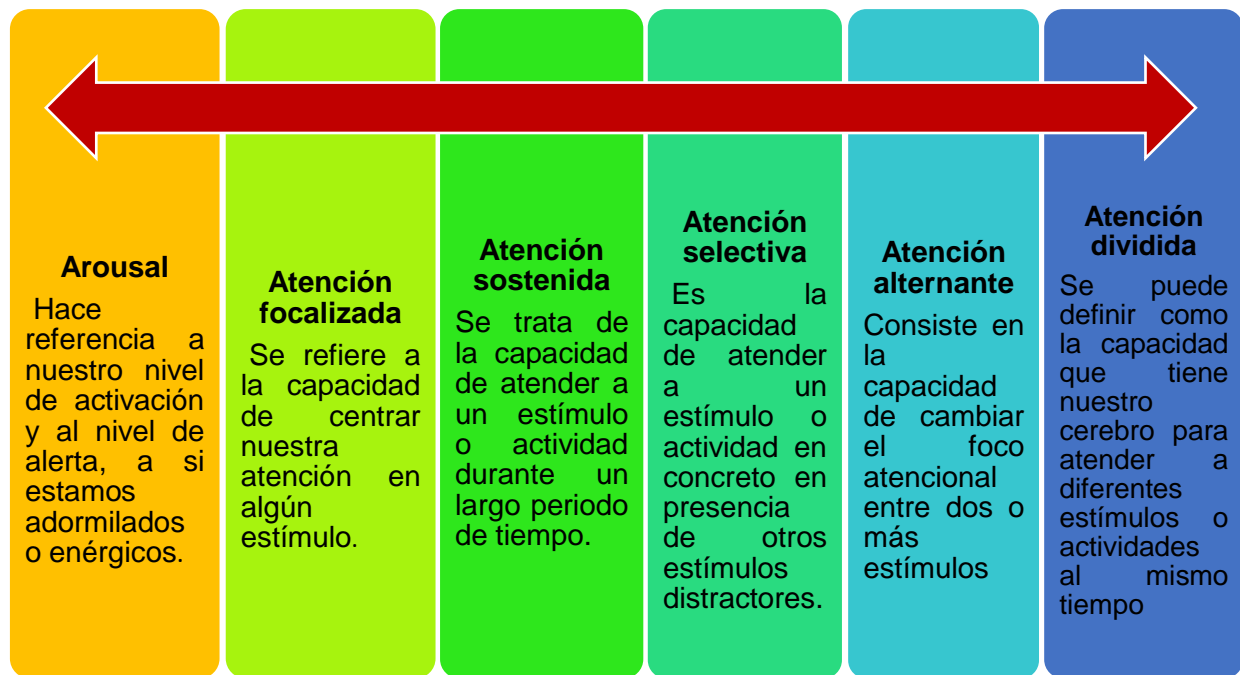 Arousal
Hace
referencia a
nuestro nivel
de activación
y al nivel de
alerta, a si
estamos
adormilados
o enérgicos.
Atención
focalizada
Se refiere a
la capacidad
de centrar
nuestra
atención en
algún
estímulo.
Atención
sostenida
Se trata de
la capacidad
de atender a
un estímulo
o actividad
durante un
largo periodo
de tiempo.
Atención
selectiva
Es la
capacidad
de atender
a un
estímulo o
actividad en
concreto en
presencia
de otros
estímulos
distractores.
Atención
alternante
Consiste en
la
capacidad
de cambiar
el foco
atencional
entre dos o
más
estímulos
Atención
dividida
Se puede
definir como
la capacidad
que tiene
nuestro
cerebro para
atender a
diferentes
estímulos o
actividades
al mismo
tiempo